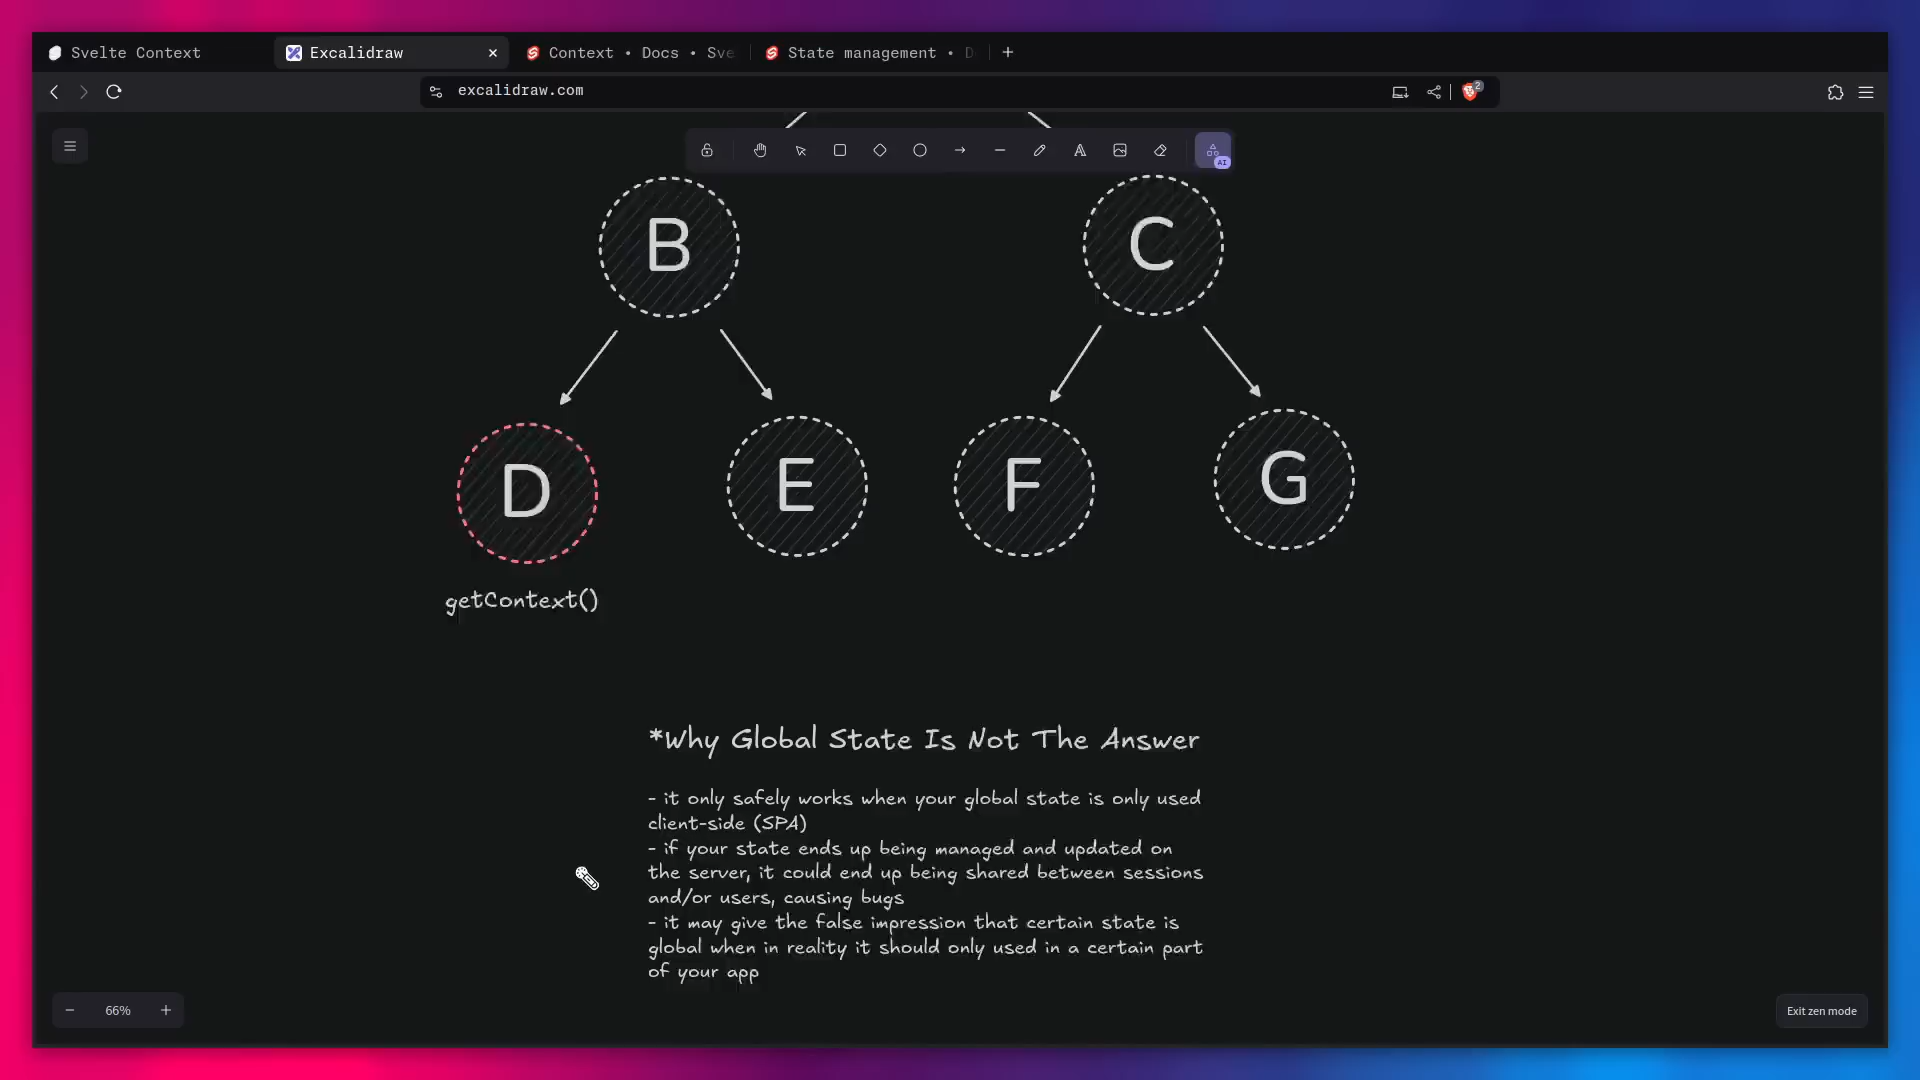 Svelte Context
Excalidraw
Context • Docs • Sve
State management • D
excalidraw.com
2
AI
B
C
D
E
F
G
getContext()
*Why Global State Is Not The Answer
- it only safely works when your global state is only used
client-side (SPA)
- if your state ends up being managed and updated on
the server, it could end up being shared between sessions
and/or users, causing bugs
- it may give the false impression that certain state is
global when in reality it should only used in a certain part
of your app
66%
Exit zen mode